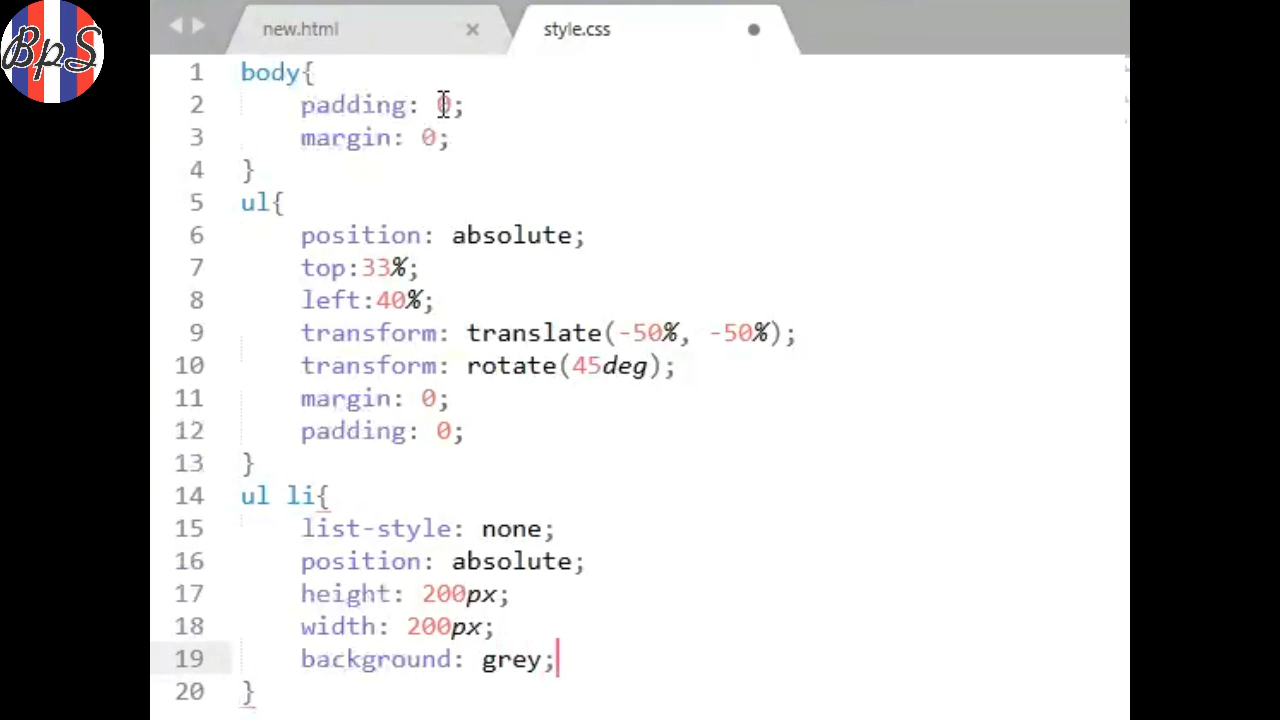 BpS
new.html
style.css
1 body{
2 padding: 0;
3 margin: 0;
4 }
5 ul{
6 position: absolute;
7 top:33%;
8 left:40%;
9 transform: translate(-50%, -50%);
10 transform: rotate(45deg);
11 margin: 0;
12 padding: 0;
13 }
14 ul li{
15 list-style: none;
16 position: absolute;
17 height: 200px;
18 width: 200px;
19 background: grey;
20 }